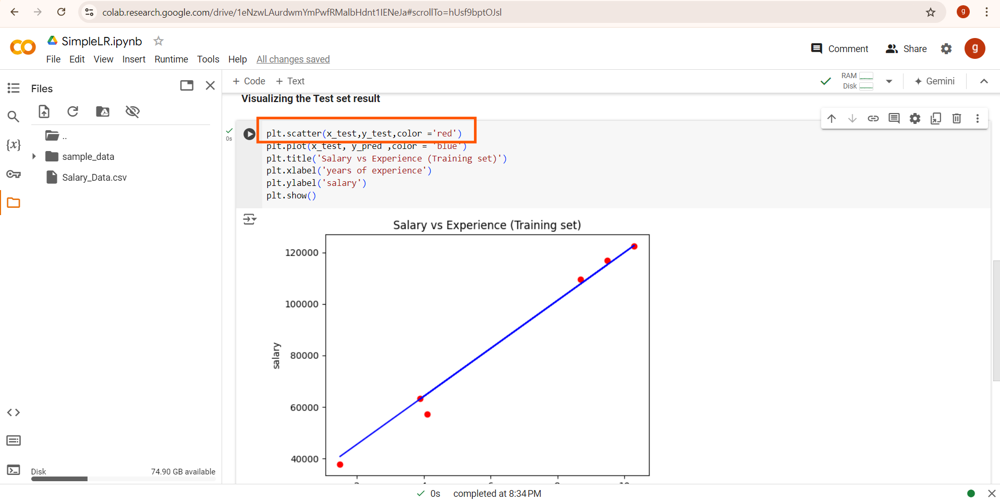 colab.research.google.com/drive/1eNzwLAurdwmYmPwfRMalbHdnt1IENeJa#scrollTo=hUsf9bptOJsl
g
CO
SimpleLR.ipynb
File Edit View Insert Runtime Tools Help All changes saved
Comment Share g
Files
+ Code + Text
RAM
Disk
Gemini
Visualizing the Test set result
..
sample_data
Salary_Data.csv
{x}
0s
plt.scatter(x_test,y_test,color ='red')
plt.plot(x_test, y_pred ,color = 'blue')
plt.title('Salary vs Experience (Training set)')
plt.xlabel('years of experience')
plt.ylabel('salary')
plt.show()
Salary vs Experience (Training set)
120000
100000
80000
60000
40000
salary
Disk 74.90 GB available
0s completed at 8:34 PM